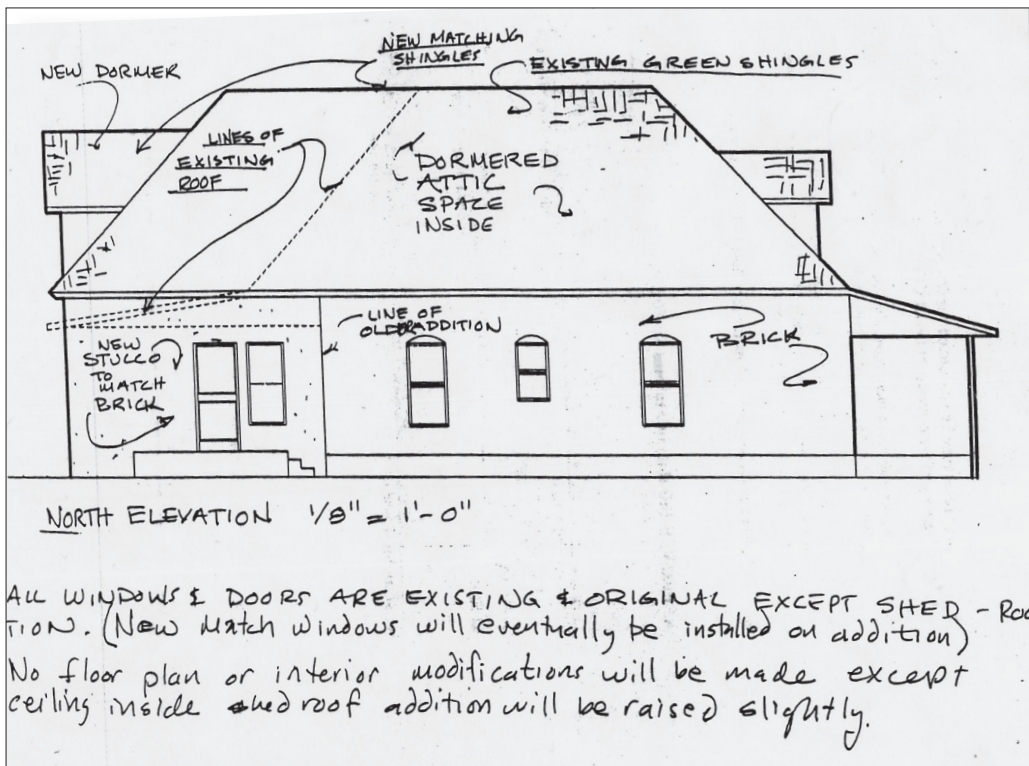 NEW MATCHING
SHINGLES
NEW DORMER
EXISTING GREEN SHINGLES
LINES OF
EXISTING
ROOF
DORMERED
ATTIC
SPACE
INSIDE
LINE OF
OLDER ADDITION
BRICK
NEW
STUCCO
TO
MATCH
BRICK
NORTH ELEVATION 1/8" = 1'-0"
ALL WINDOWS & DOORS ARE EXISTING & ORIGINAL EXCEPT SHED - ROO
TION. (New Match windows will eventually be installed on addition)
No floor plan or interior modifications will be made except
ceiling inside shed roof addition will be raised slightly.